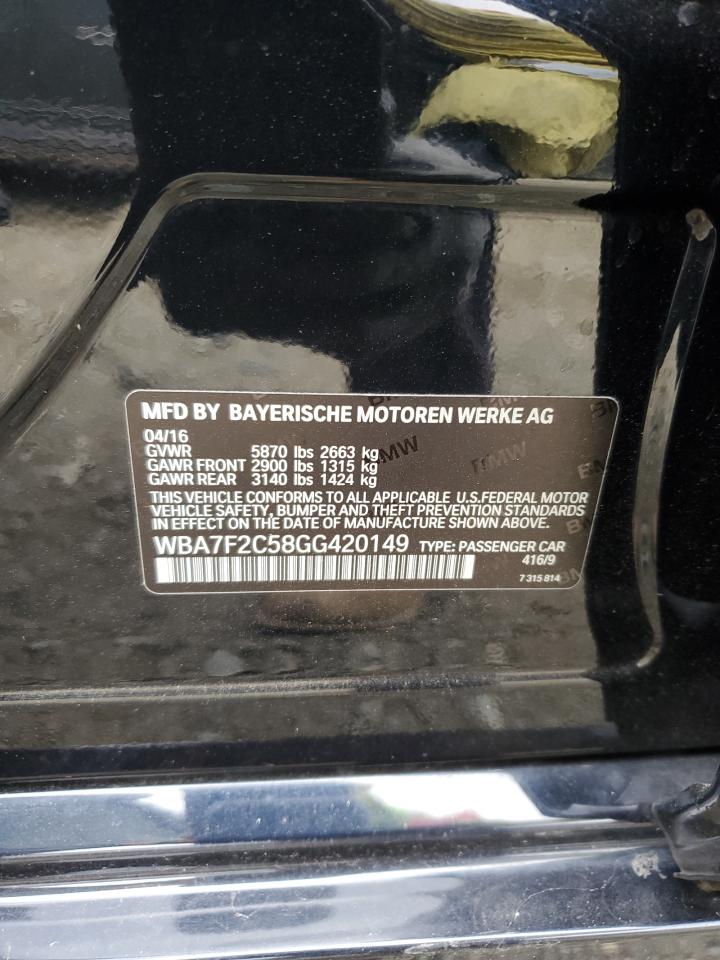 MFD BY BAYERISCHE MOTOREN WERKE AG
04/16
GVWR 5870 lbs 2663 kg
GAWR FRONT 2900 lbs 1315 kg
GAWR REAR 3140 lbs 1424 kg
THIS VEHICLE CONFORMS TO ALL APPLICABLE U.S.FEDERAL MOTOR
VEHICLE SAFETY, BUMPER AND THEFT PREVENTION STANDARDS
IN EFFECT ON THE DATE OF MANUFACTURE SHOWN ABOVE
WBA7F2C58GG420149 TYPE: PASSENGER CAR
416/9
7 315 814